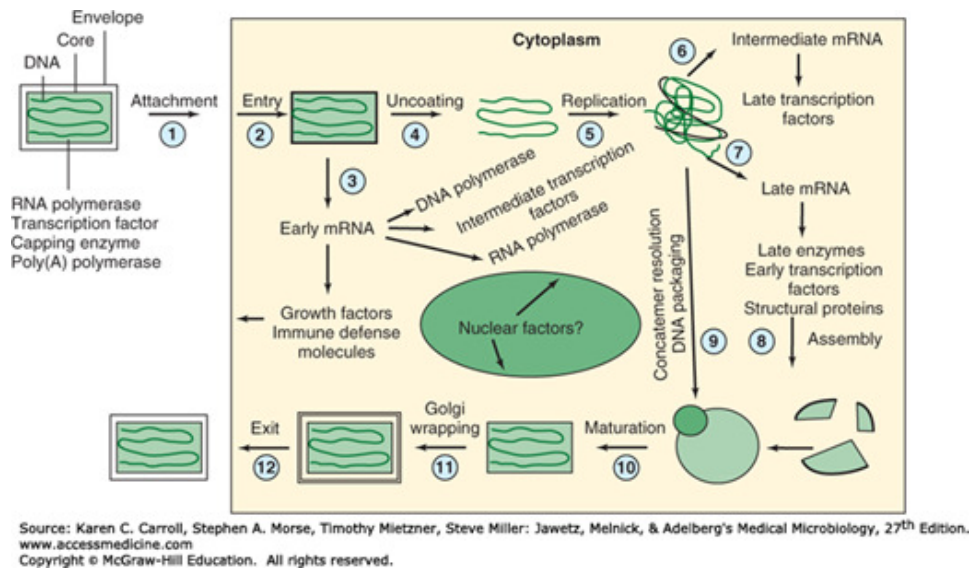 Envelope
Core
DNA
Attachment
1
RNA polymerase
Transcription factor
Capping enzyme
Poly(A) polymerase
Cytoplasm
Entry
2
Uncoating
4
Replication
5
6
Intermediate mRNA
Late transcription
factors
7
Late mRNA
Late enzymes
Early transcription
factors
Structural proteins
8
Assembly
3
Early mRNA
DNA polymerase
Intermediate transcription
factors
RNA polymerase
Growth factors
Immune defense
molecules
Nuclear factors?
Concatemer resolution
DNA packaging
9
Maturation
10
Golgi
wrapping
11
Exit
12
Source: Karen C. Carroll, Stephen A. Morse, Timothy Mietzner, Steve Miller: Jawetz, Melnick, & Adelberg's Medical Microbiology, 27th Edition.
www.accessmedicine.com
Copyright © McGraw-Hill Education. All rights reserved.